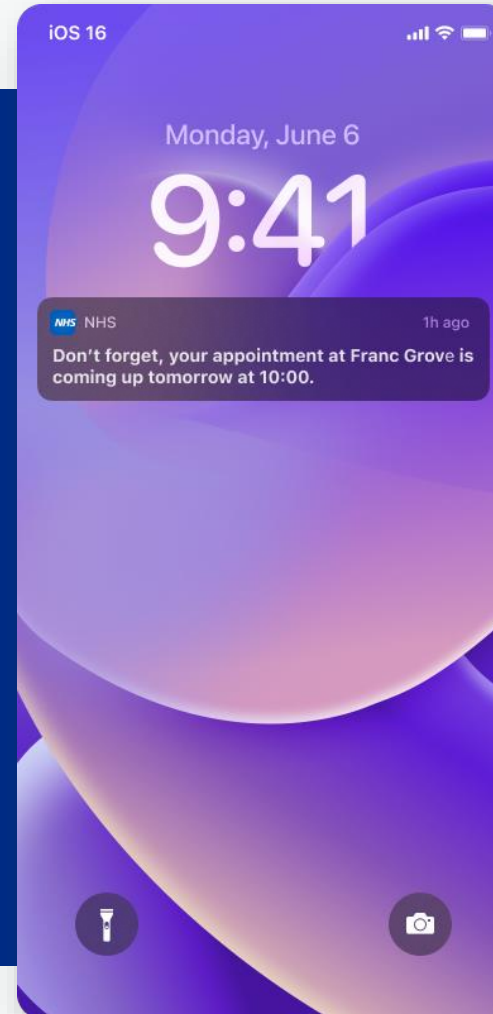 iOS 16
Monday, June 6
9:41
NHS NHS 1h ago
Don't forget, your appointment at Franc Grove is
coming up tomorrow at 10:00.